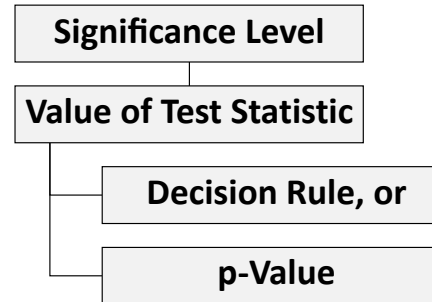 Significance Level
Value of Test Statistic
Decision Rule, or
p-Value